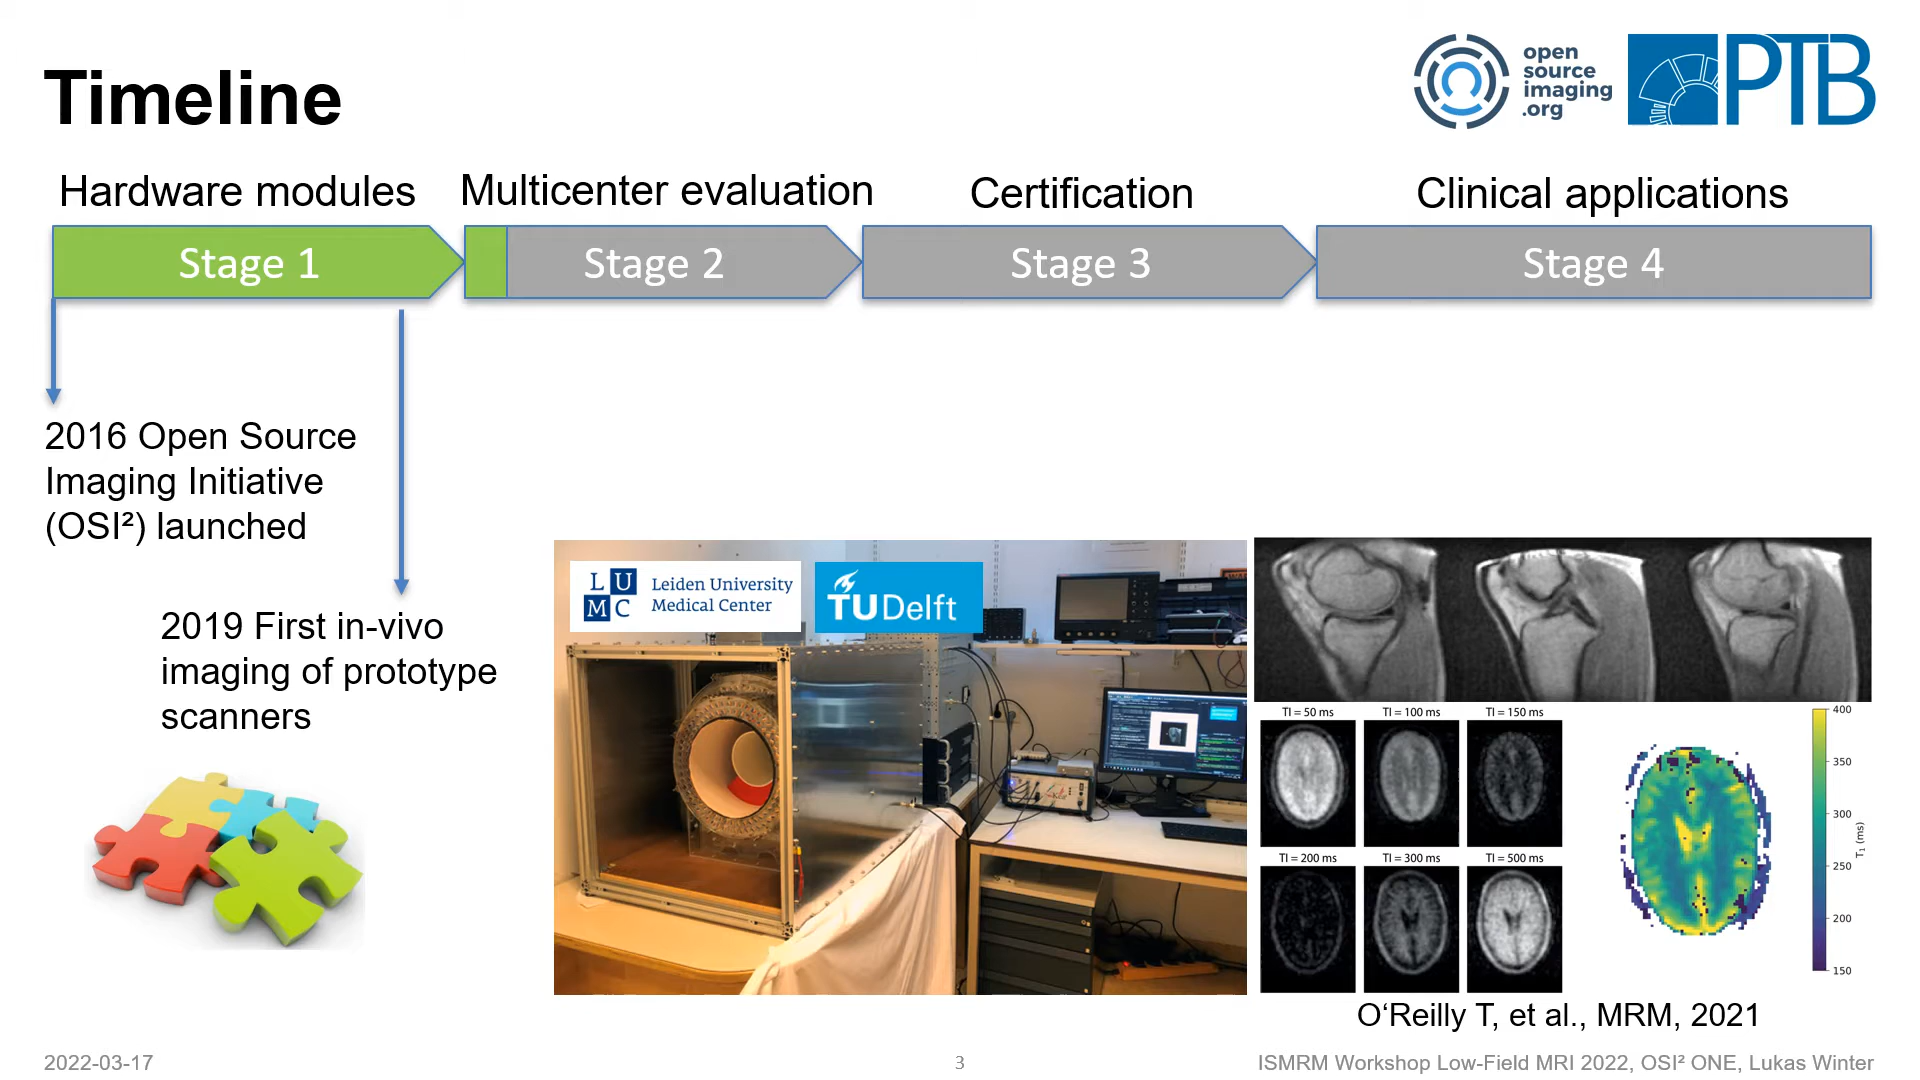 Timeline
open
source
imaging
.org
PTB
Hardware modules
Multicenter evaluation
Certification
Clinical applications
Stage 1
Stage 2
Stage 3
Stage 4
2016 Open Source
Imaging Initiative
(OSI²) launched
2019 First in-vivo
imaging of prototype
scanners
L U
M C
Leiden University
Medical Center
TUDelft
TI = 50 ms
TI = 100 ms
TI = 150 ms
TI = 200 ms
TI = 300 ms
TI = 500 ms
400
350
300
250
200
150
T₁ (ms)
O‘Reilly T, et al., MRM, 2021
2022-03-17
3
ISMRM Workshop Low-Field MRI 2022, OSI² ONE, Lukas Winter